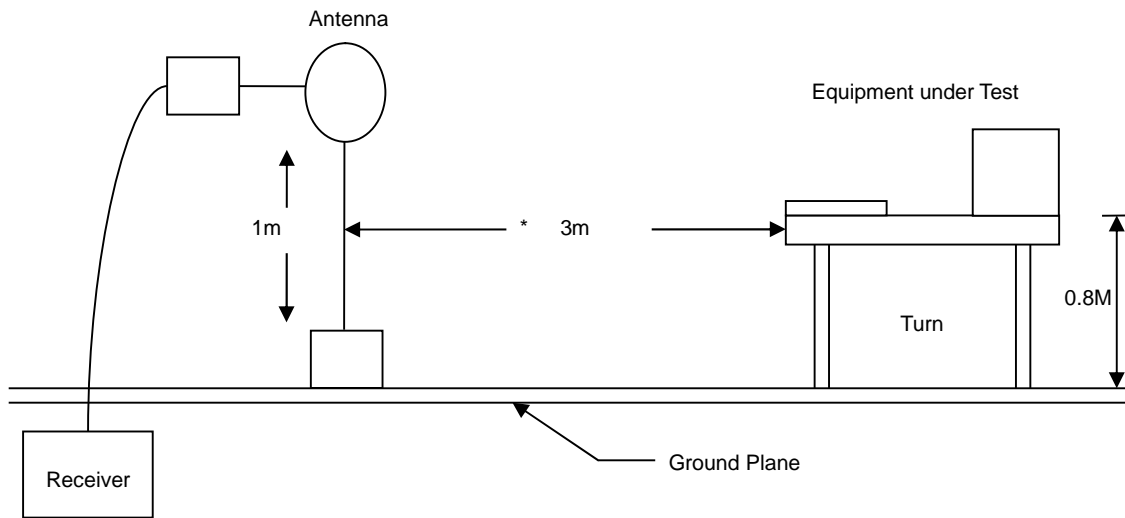 Antenna
Equipment under Test
1m
* 3m
0.8M
Turn
Ground Plane
Receiver